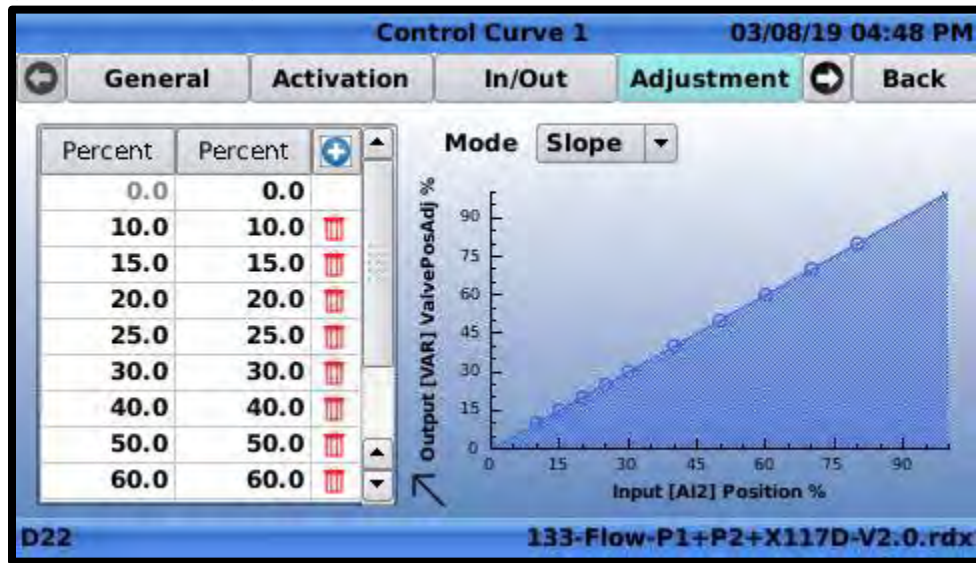 Control Curve 1 03/08/19 04:48 PM
General Activation In/Out Adjustment Back
Percent Percent
0.0 0.0
10.0 10.0
15.0 15.0
20.0 20.0
25.0 25.0
30.0 30.0
40.0 40.0
50.0 50.0
60.0 60.0
Mode Slope
Output [VAR] ValvePosAdj %
90
75
60
45
30
15
0
0 15 30 45 60 75 90
Input [AI2] Position %
D22 133-Flow-P1+P2+X117D-V2.0.rdx